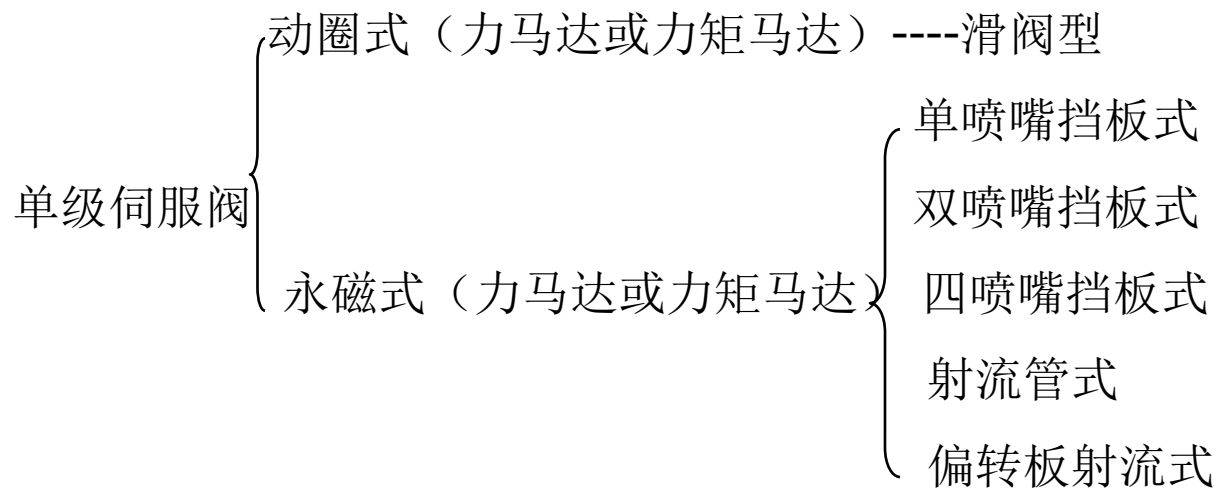 动圈式（力马达或力矩马达）----滑阀型
单级伺服阀
永磁式（力马达或力矩马达）
单喷嘴挡板式
双喷嘴挡板式
四喷嘴挡板式
射流管式
偏转板射流式